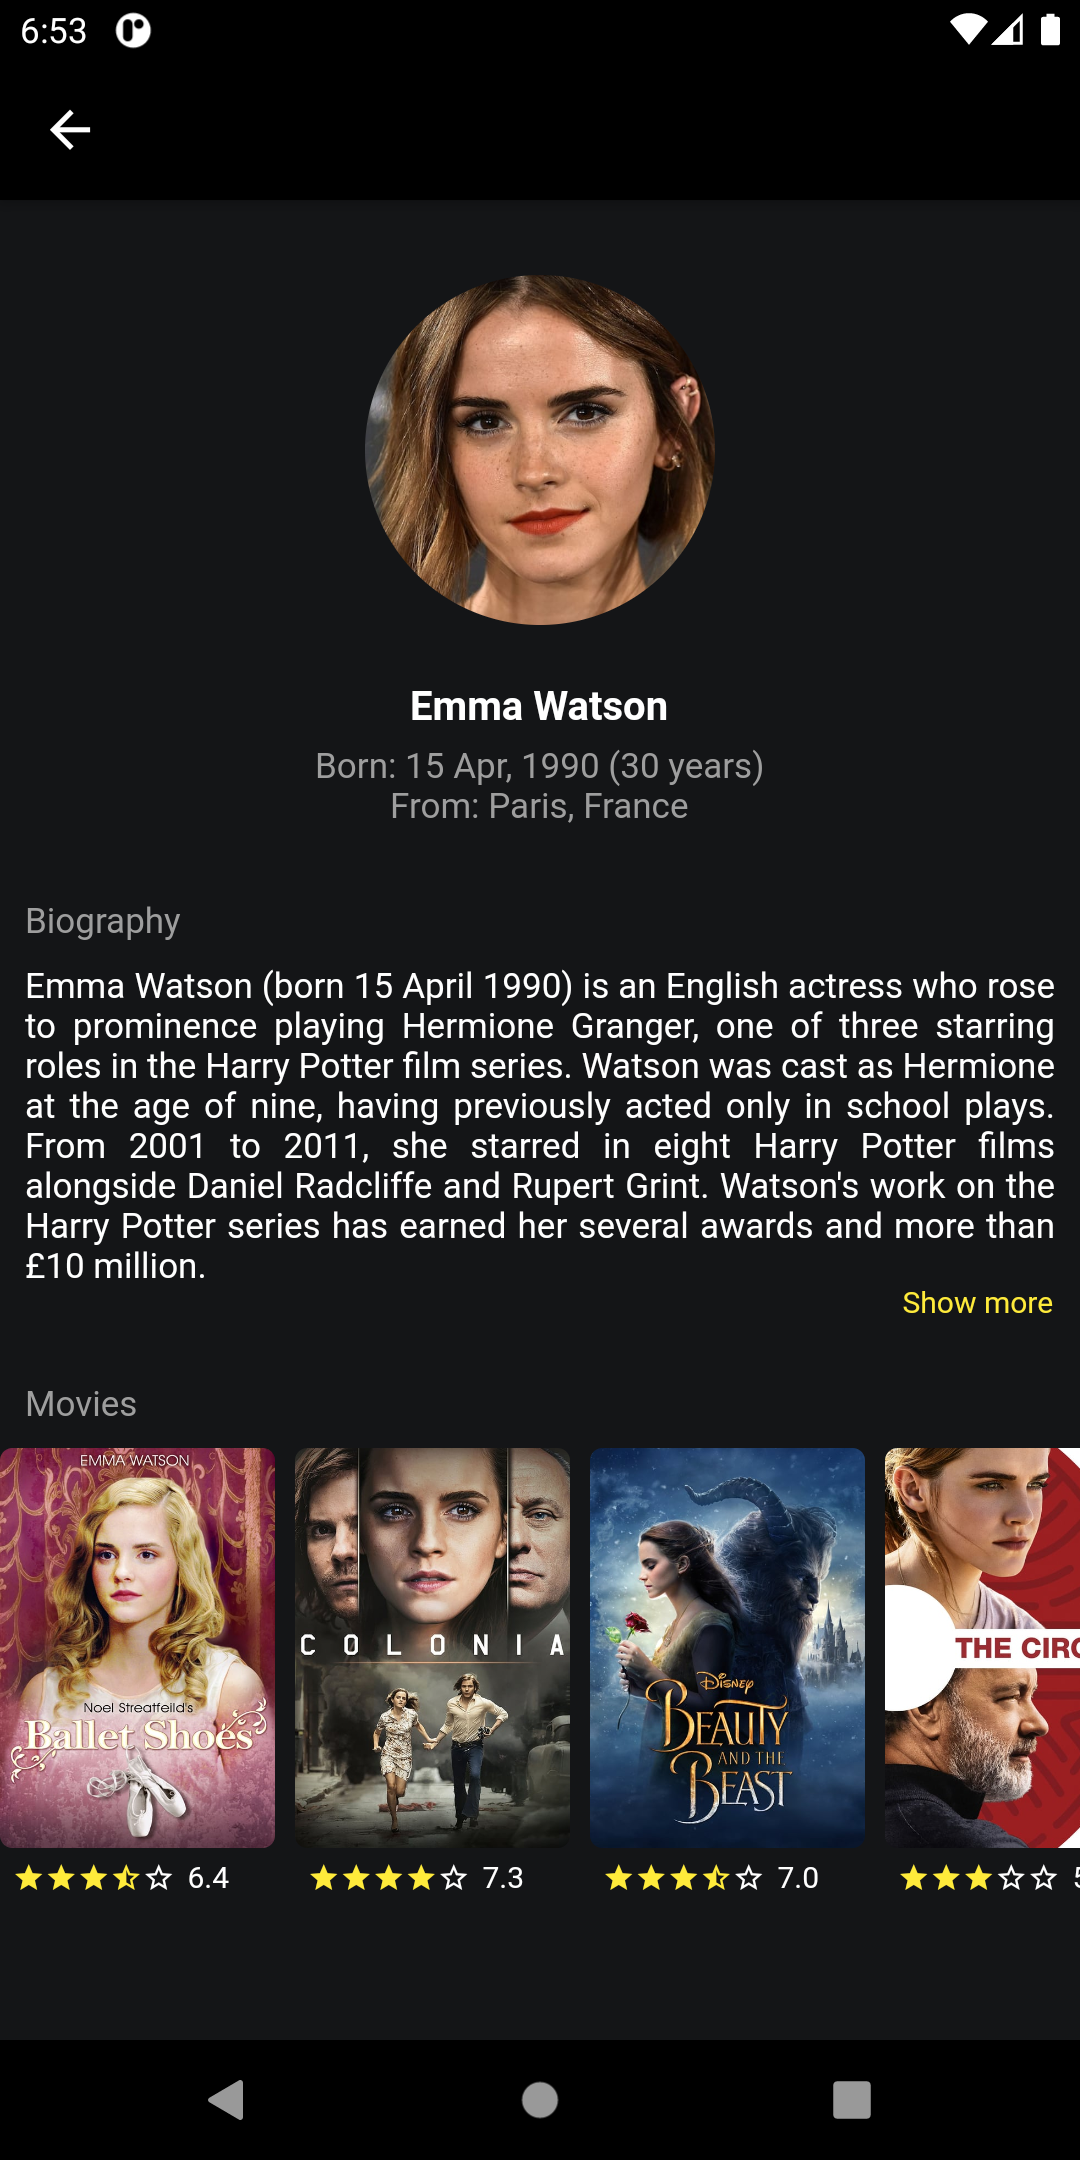 6:53
Emma Watson
Born: 15 Apr, 1990 (30 years)
From: Paris, France
Biography
Emma Watson (born 15 April 1990) is an English actress who rose
to prominence playing Hermione Granger, one of three starring
roles in the Harry Potter film series. Watson was cast as Hermione
at the age of nine, having previously acted only in school plays.
From 2001 to 2011, she starred in eight Harry Potter films
alongside Daniel Radcliffe and Rupert Grint. Watson's work on the
Harry Potter series has earned her several awards and more than
£10 million.
Show more
Movies
EMMA WATSON
Noel Streatfeild's
Ballet Shoes
COLONIA
Disney
BEAUTY
AND THE
BEAST
THE CIRC
6.4
7.3
7.0
5